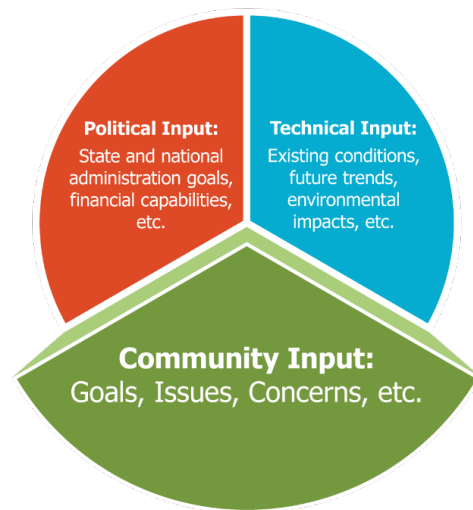 Political Input:
State and national
administration goals,
financial capabilities,
etc.
Technical Input:
Existing conditions,
future trends,
environmental
impacts, etc.
Community Input:
Goals, Issues, Concerns, etc.